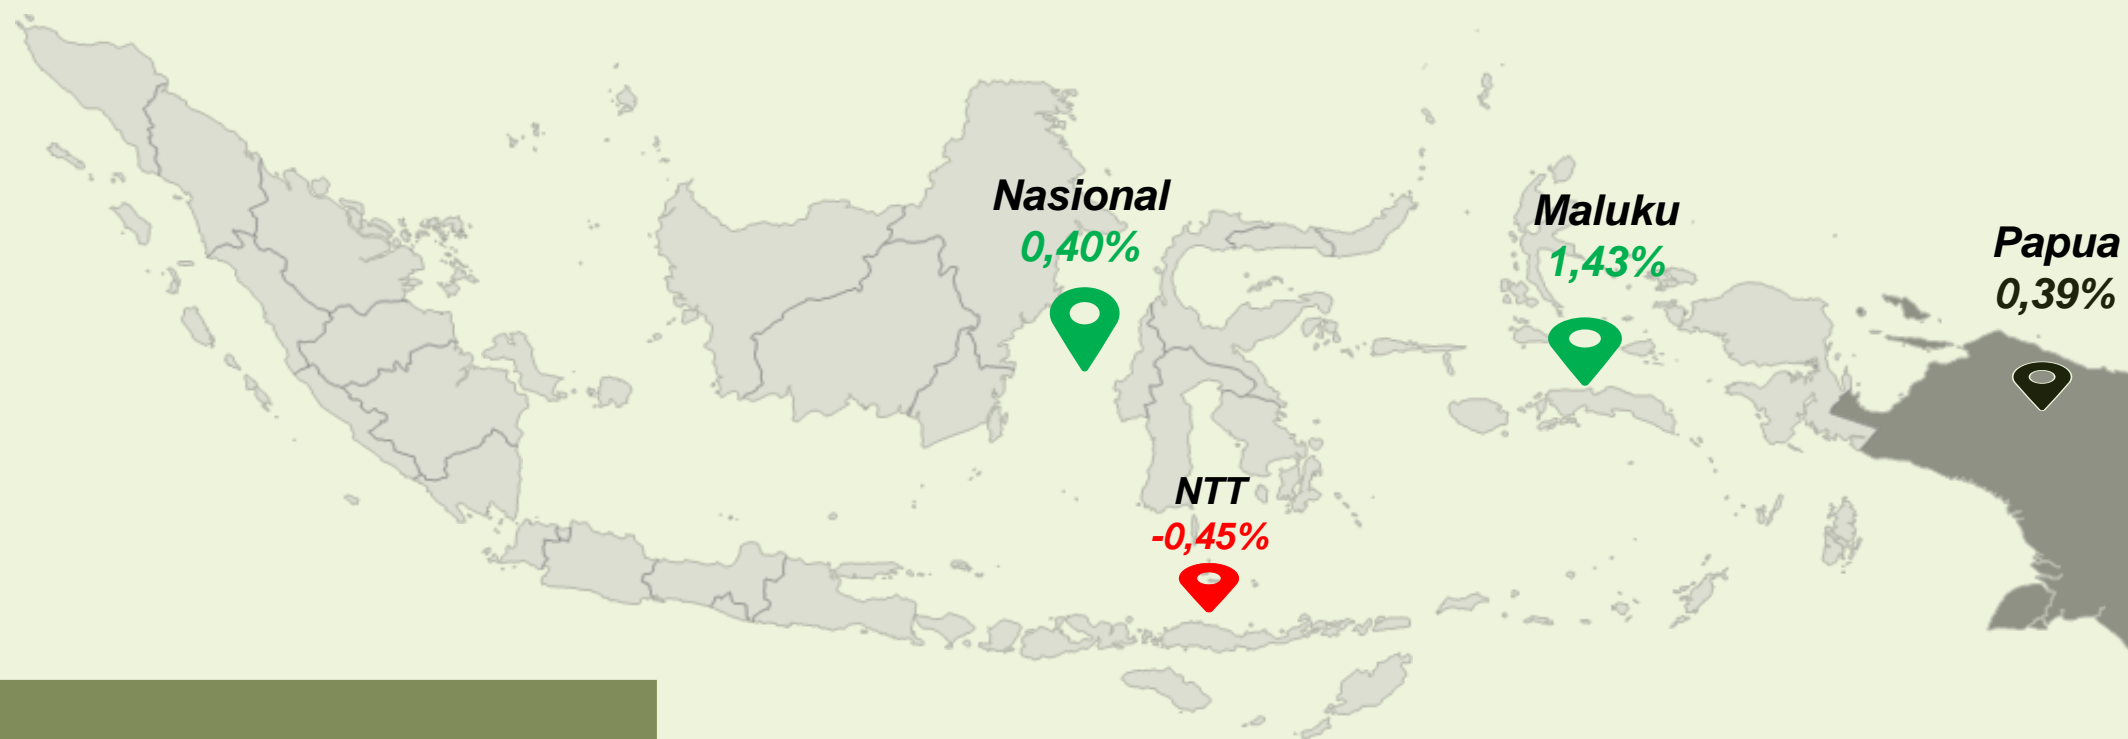 Nasional
0,40%
Maluku
1,43%
Papua
0,39%
NTT
-0,45%